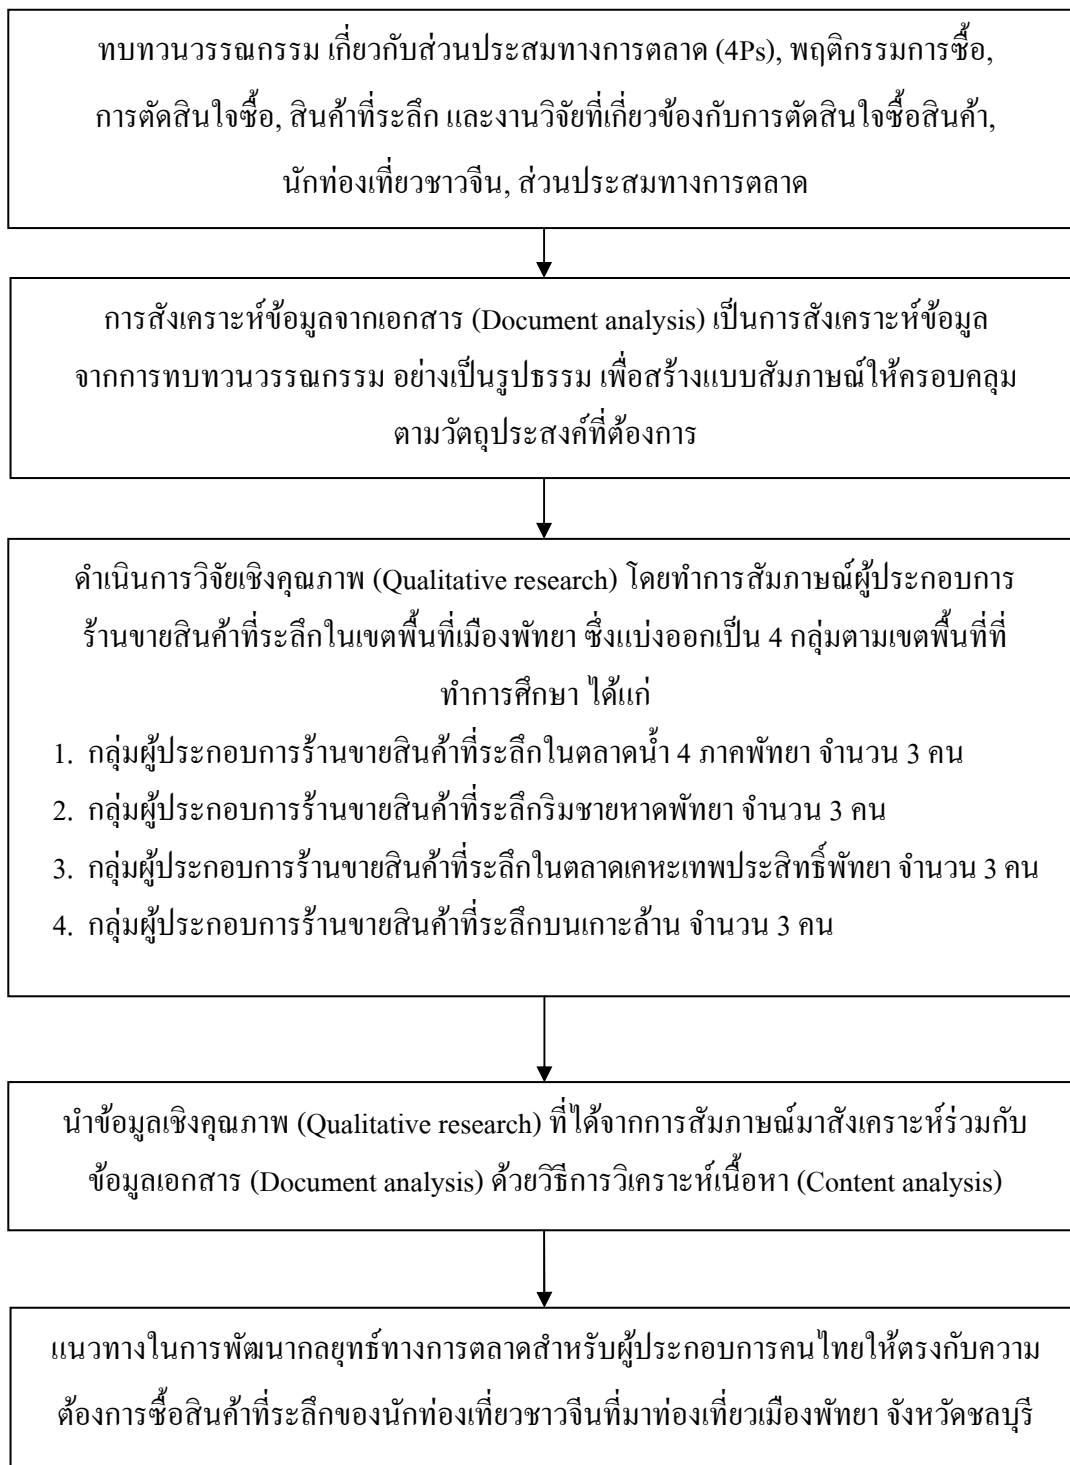 ทบทวนวรรณกรรม เกี่ยวกับส่วนประสมทางการตลาด (4Ps), พฤติกรรมการซื้อ,
การตัดสินใจซื้อ, สินค้าที่ระลึก และงานวิจัยที่เกี่ยวข้องกับการตัดสินใจซื้อสินค้า,
นักท่องเที่ยวชาวจีน, ส่วนประสมทางการตลาด
การสังเคราะห์ข้อมูลจากเอกสาร (Document analysis) เป็นการสังเคราะห์ข้อมูล
จากการทบทวนวรรณกรรม อย่างเป็นรูปธรรม เพื่อสร้างแบบสัมภาษณ์ให้ครอบคลุม
ตามวัตถุประสงค์ที่ต้องการ
ดำเนินการวิจัยเชิงคุณภาพ (Qualitative research) โดยทำการสัมภาษณ์ผู้ประกอบการ
ร้านขายสินค้าที่ระลึกในเขตพื้นที่เมืองพัทยา ซึ่งแบ่งออกเป็น 4 กลุ่มตามเขตพื้นที่ที่
ทำการศึกษา ได้แก่
1. กลุ่มผู้ประกอบการร้านขายสินค้าที่ระลึกในตลาดน้ำ 4 ภาคพัทยา จำนวน 3 คน
2. กลุ่มผู้ประกอบการร้านขายสินค้าที่ระลึกริมชายหาดพัทยา จำนวน 3 คน
3. กลุ่มผู้ประกอบการร้านขายสินค้าที่ระลึกในตลาดเคหะเทพประสิทธิ์พัทยา จำนวน 3 คน
4. กลุ่มผู้ประกอบการร้านขายสินค้าที่ระลึกบนเกาะล้าน จำนวน 3 คน
นำข้อมูลเชิงคุณภาพ (Qualitative research) ที่ได้จากการสัมภาษณ์มาสังเคราะห์ร่วมกับ
ข้อมูลเอกสาร (Document analysis) ด้วยวิธีการวิเคราะห์เนื้อหา (Content analysis)
แนวทางในการพัฒนากลยุทธ์ทางการตลาดสำหรับผู้ประกอบการคนไทยให้ตรงกับความ
ต้องการซื้อสินค้าที่ระลึกของนักท่องเที่ยวชาวจีนที่มาท่องเที่ยวเมืองพัทยา จังหวัดชลบุรี